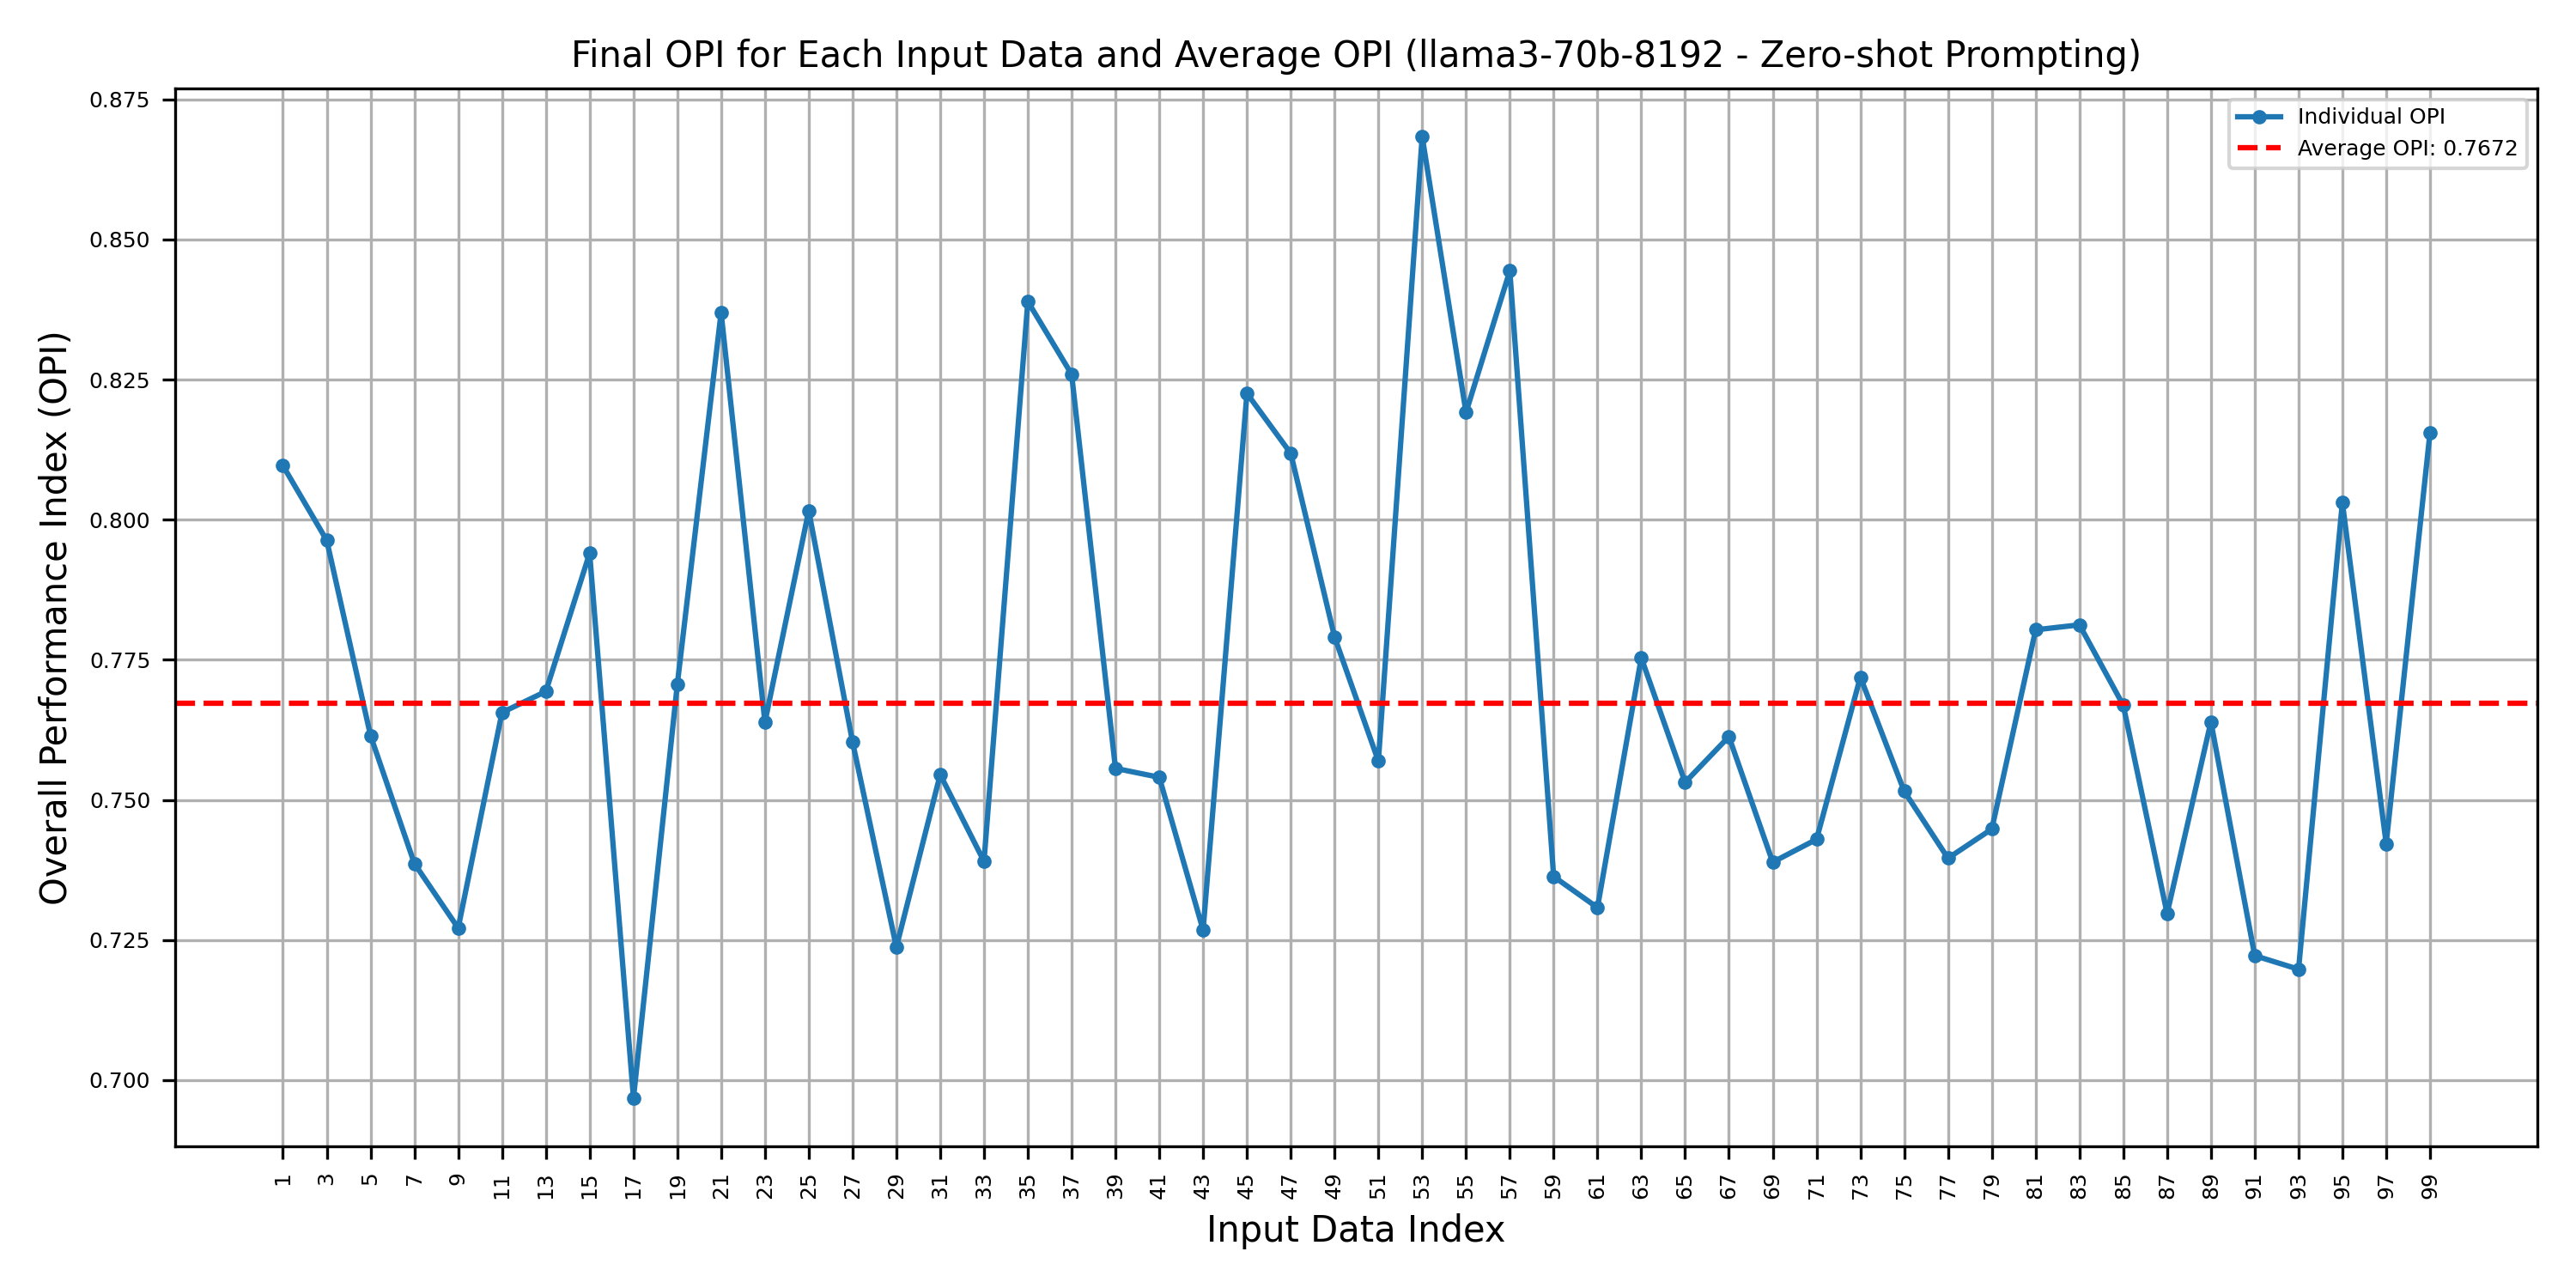 Final OPI for Each Input Data and Average OPI (llama3-70b-8192 - Zero-shot Prompting)
Individual OPI
Average OPI: 0.7672
Overall Performance Index (OPI)
0.875
0.850
0.825
0.800
0.775
0.750
0.725
0.700
1 3 5 7 9 11 13 15 17 19 21 23 25 27 29 31 33 35 37 39 41 43 45 47 49 51 53 55 57 59 61 63 65 67 69 71 73 75 77 79 81 83 85 87 89 91 93 95 97 99
Input Data Index